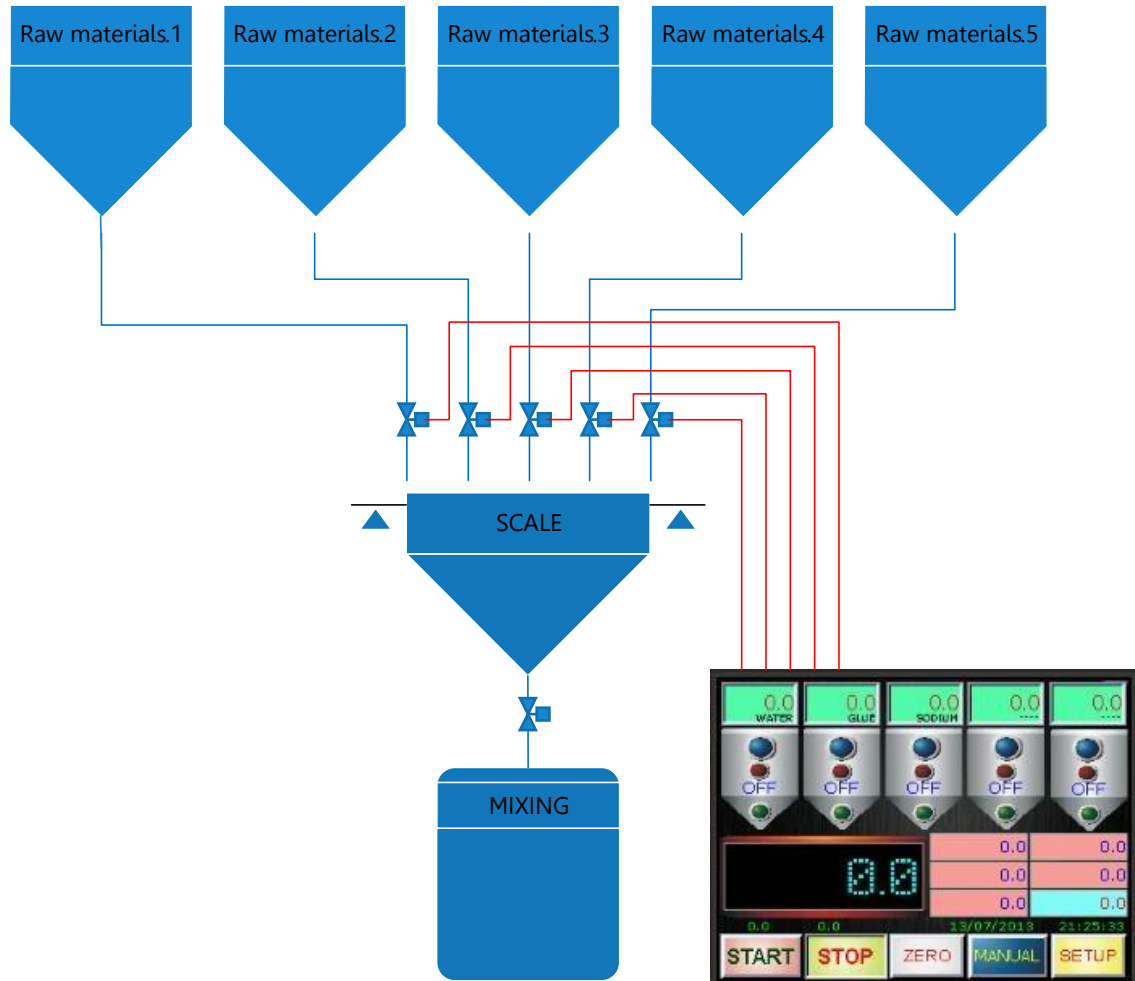 Raw materials.1 Raw materials.2 Raw materials.3 Raw materials.4 Raw materials.5
SCALE
MIXING
0.0 0.0 0.0 0.0 0.0
WATER GLUE SODIUM ---- ----
OFF OFF OFF OFF OFF
0.0 0.0
0.0
0.0 0.0
0.0 0.0
0.0 0.0 13/07/2013 21:25:33
START STOP ZERO MANUAL SETUP